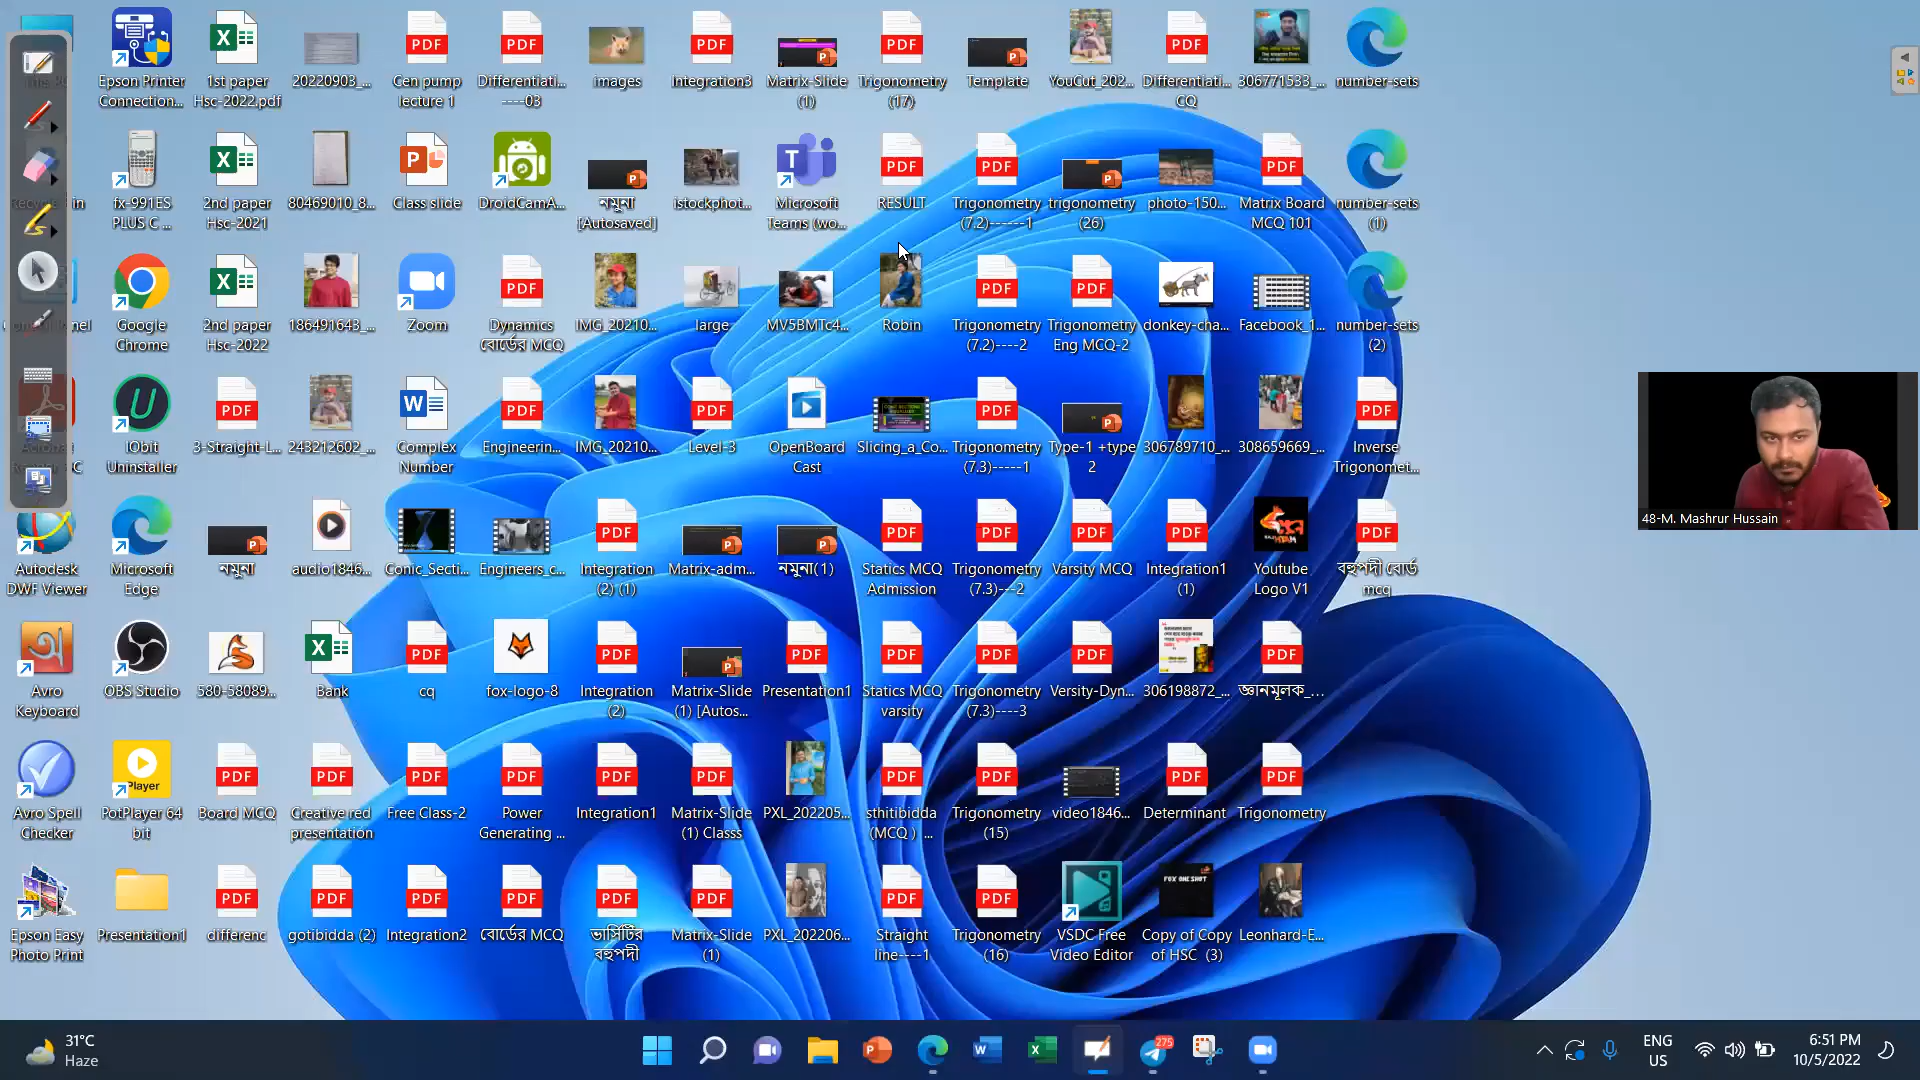 Epson Printer
Connection...
1st paper
Hsc-2022.pdf
20220903_...
Cen pump
lecture 1
Differentiati...
----03
images
Integration3
Matrix-Slide
(1)
Trigonometry
(17)
Template
YouCut_202...
Differentiati...
CQ
306771533_...
number-sets
fx-991ES
PLUS C ...
2nd paper
Hsc-2021
80469010_8...
Class slide
DroidCamA...
নমুনা
[Autosaved]
istockphot...
Microsoft
Teams (wo...
RESULT
Trigonometry
(7.2)------1
trigonometry
(26)
photo-150...
Matrix Board
MCQ 101
number-sets
(1)
Google
Chrome
2nd paper
Hsc-2022
186491643_...
Zoom
Dynamics
বোর্ডের MCQ
IMG_20210...
large
MV5BMTc4...
Robin
Trigonometry
(7.2)----2
Trigonometry
Eng MCQ-2
donkey-cha...
Facebook_1...
number-sets
(2)
IObit
Uninstaller
3-Straight-L...
243212602_...
Complex
Number
Engineerin...
IMG_20210...
Level-3
OpenBoard
Cast
Slicing_a_Co...
Trigonometry
(7.3)-----1
Type-1 +type
2
306789710_...
308659669_...
Inverse
Trigonomet...
48-M. Mashrur Hussain
Autodesk
DWF Viewer
Microsoft
Edge
নমুনা
audio1846...
Conic_Secti...
Engineers_c...
Integration
(2) (1)
Matrix-adm...
নমুনা(1)
Statics MCQ
Admission
Trigonometry
(7.3)---2
Varsity MCQ
Integration1
(1)
Youtube
Logo V1
বহুপদী বোর্ড
mcq
Avro
Keyboard
OBS Studio
580-58089...
Bank
cq
fox-logo-8
Integration
(2)
Matrix-Slide
(1) [Autos...
Presentation1
Statics MCQ
varsity
Trigonometry
(7.3)----3
Versity-Dyn...
306198872_...
জ্ঞানমূলক_...
Avro Spell
Checker
PotPlayer 64
bit
Board MCQ
Creative red
presentation
Free Class-2
Power
Generating ...
Integration1
Matrix-Slide
(1) Classs
PXL_202205...
sthitibidda
(MCQ ) ...
Trigonometry
(15)
video1846...
Determinant
Trigonometry
Epson Easy
Photo Print
Presentation1
differenc
gotibidda (2)
Integration2
বোর্ডের MCQ
ভার্সিটির
বহুপদী
Matrix-Slide
(1)
PXL_202206...
Straight
line----1
Trigonometry
(16)
VSDC Free
Video Editor
FOX ONE SHOT
Copy of Copy
of HSC (3)
Leonhard-E...
31°C
Haze
275
ENG
US
6:51 PM
10/5/2022